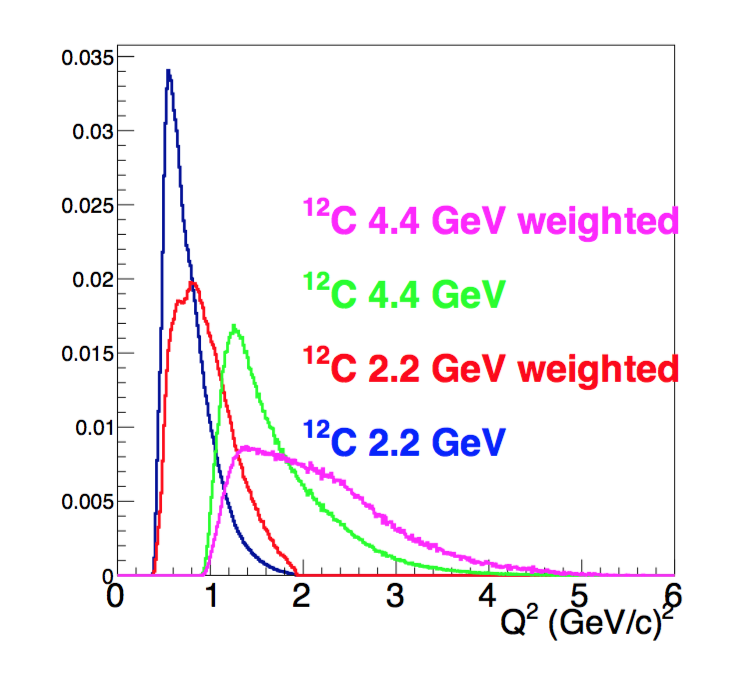 0.035
0.03
0.025
¹²C 4.4 GeV weighted
0.02
¹²C 4.4 GeV
0.015
¹²C 2.2 GeV weighted
0.01
¹²C 2.2 GeV
0.005
0
0 1 2 3 4 5 6
Q² (GeV/c)²